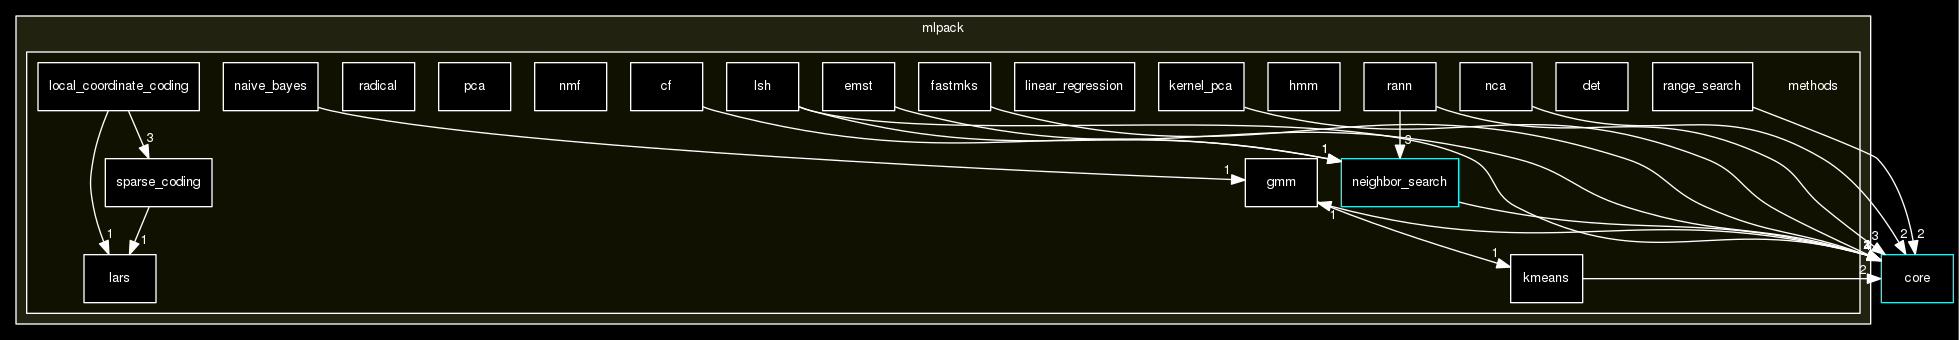 mlpack
local_coordinate_coding
naive_bayes
radical
pca
nmf
cf
lsh
emst
fastmks
linear_regression
kernel_pca
hmm
rann
nca
det
range_search
methods
3
1
3
sparse_coding
1
gmm
neighbor_search
1
1
1
1
3
2
2
lars
kmeans
2
core